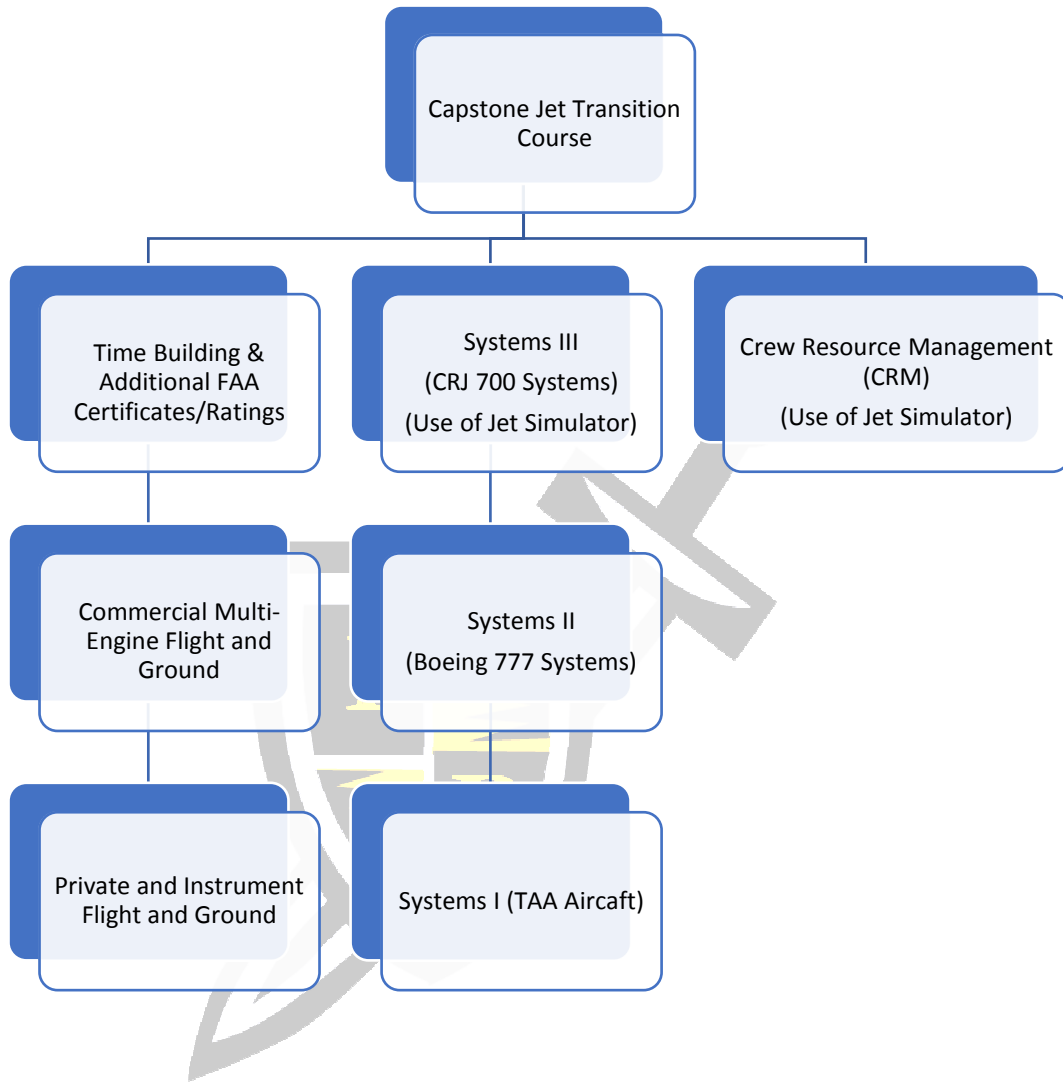 Capstone Jet Transition
Course
Time Building &
Additional FAA
Certificates/Ratings
Systems III
(CRJ 700 Systems)
(Use of Jet Simulator)
Crew Resource Management
(CRM)
(Use of Jet Simulator)
Commercial Multi-
Engine Flight and
Ground
Systems II
(Boeing 777 Systems)
Private and Instrument
Flight and Ground
Systems I (TAA Aircaft)